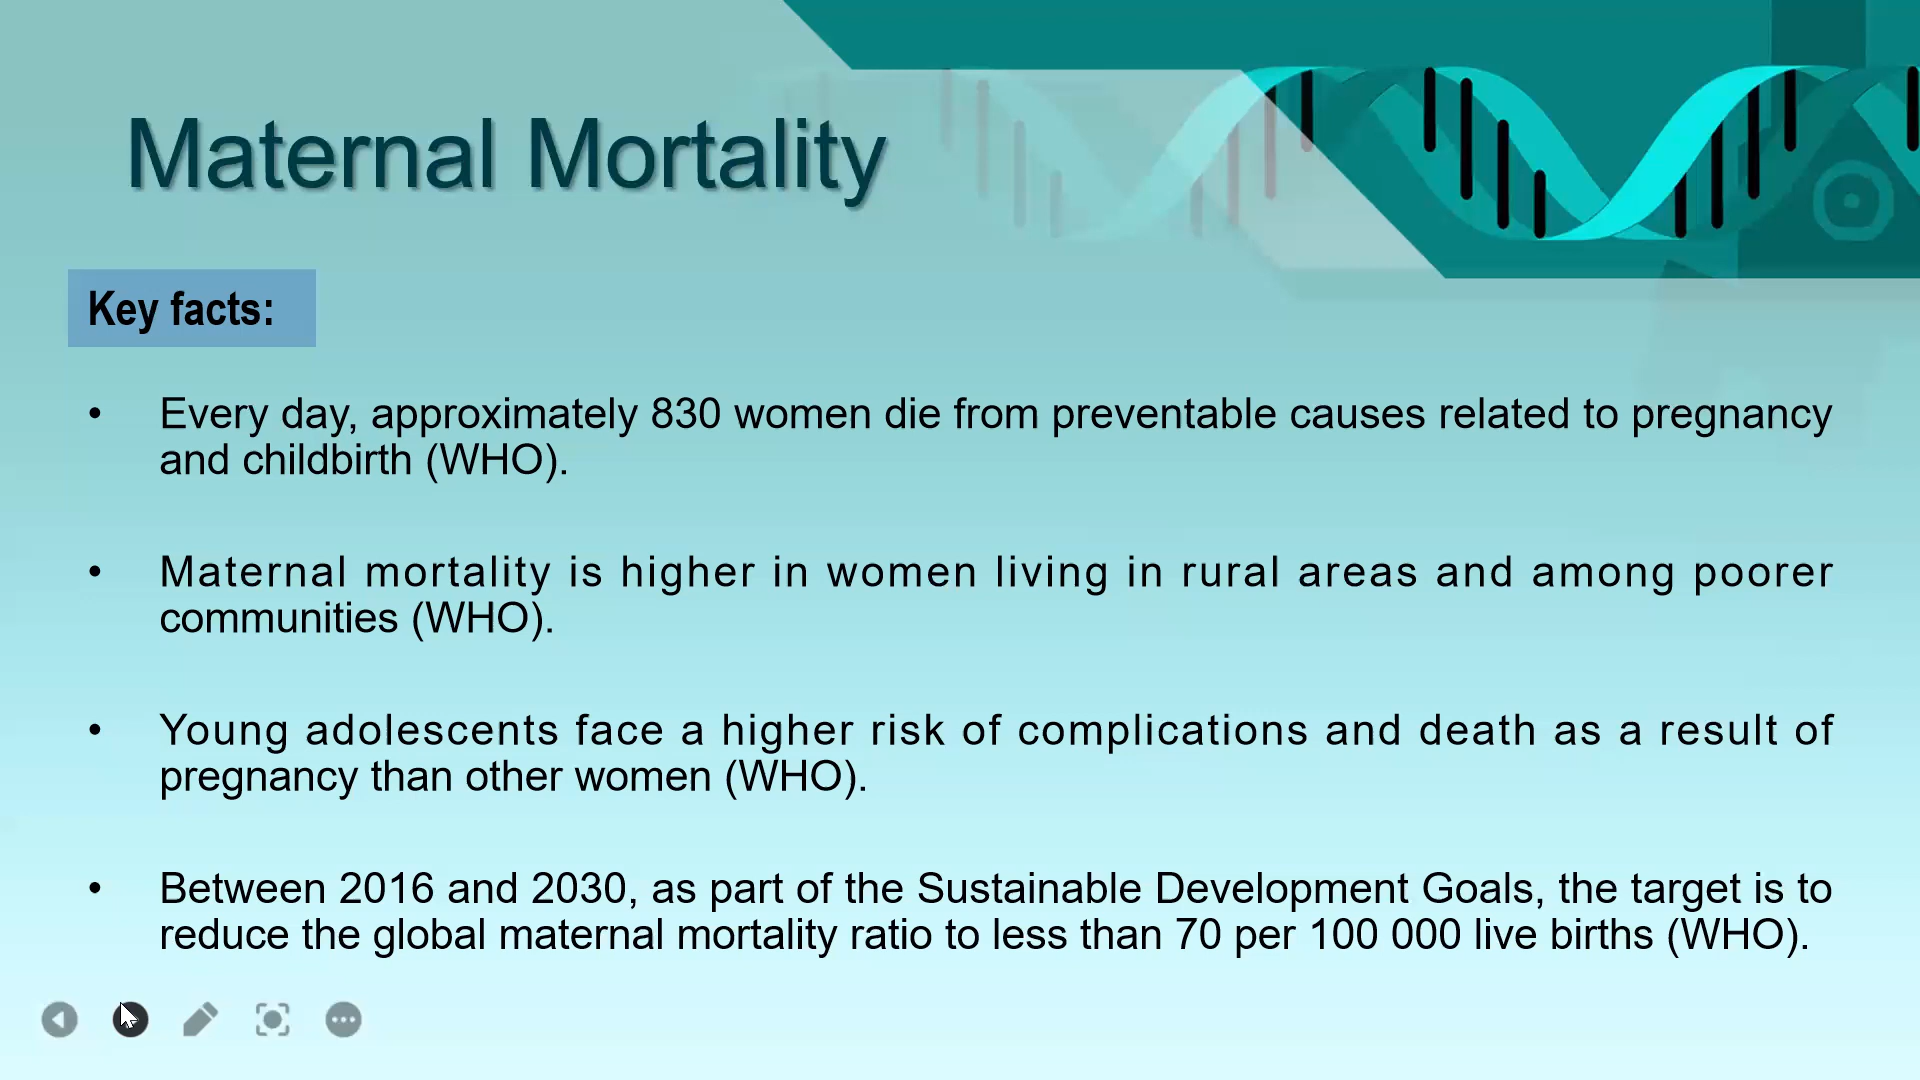 Maternal Mortality
Key facts:
• Every day, approximately 830 women die from preventable causes related to pregnancy
and childbirth (WHO).
• Maternal mortality is higher in women living in rural areas and among poorer
communities (WHO).
• Young adolescents face a higher risk of complications and death as a result of
pregnancy than other women (WHO).
• Between 2016 and 2030, as part of the Sustainable Development Goals, the target is to
reduce the global maternal mortality ratio to less than 70 per 100 000 live births (WHO).